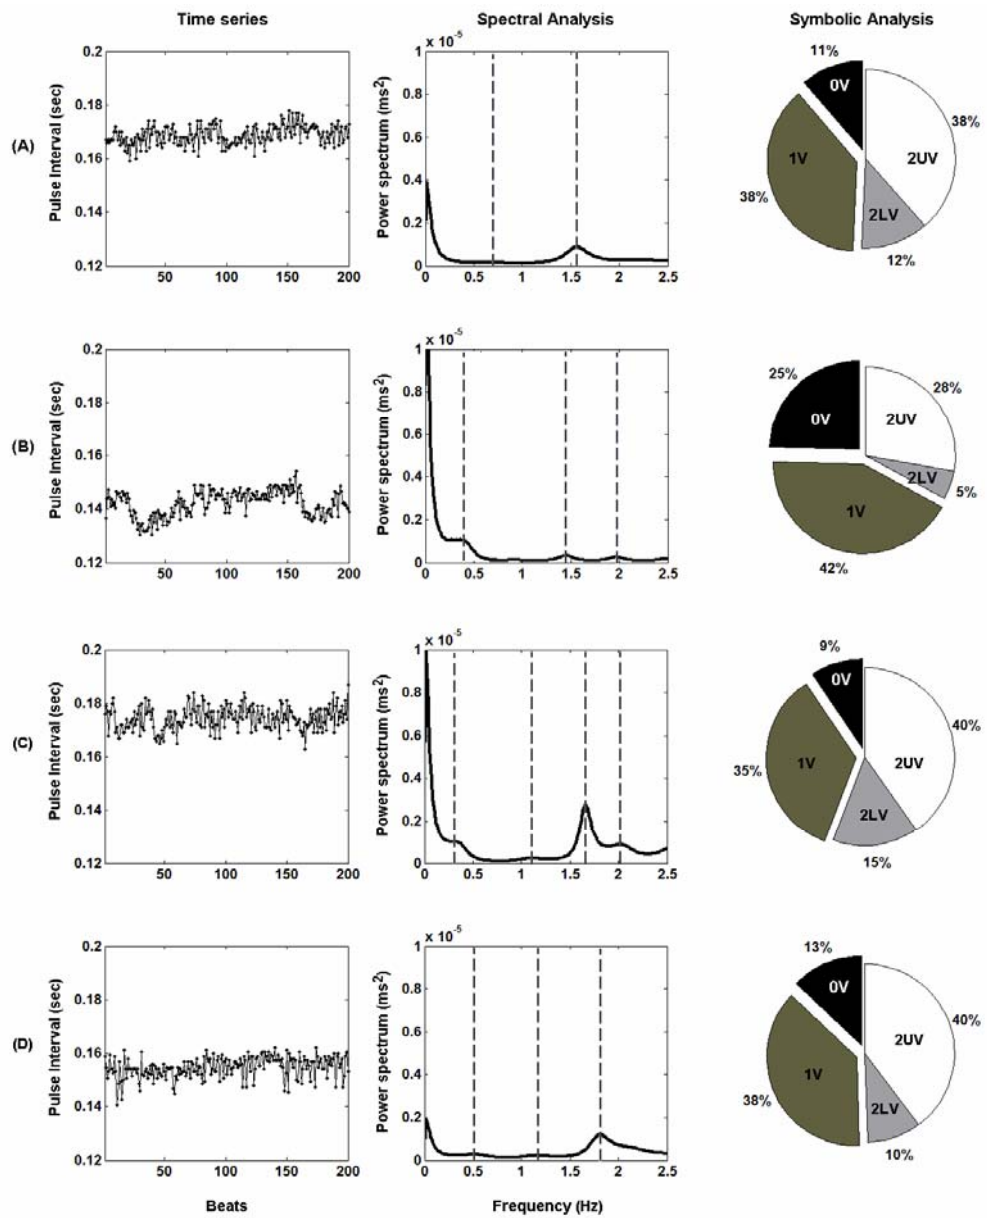 Time series
Spectral Analysis
Symbolic Analysis
(A)
Pulse Interval (sec)
0.2
0.18
0.16
0.14
0.12
50 100 150 200
Power spectrum (ms2)
x 10-5
1
0.8
0.6
0.4
0.2
0
0 0.5 1 1.5 2 2.5
11%
0V
38%
2UV
1V
38%
2LV
12%
(B)
Pulse Interval (sec)
0.2
0.18
0.16
0.14
0.12
50 100 150 200
Power spectrum (ms2)
x 10-5
1
0.8
0.6
0.4
0.2
0
0 0.5 1 1.5 2 2.5
25%
28%
0V
2UV
2LV
5%
1V
42%
(C)
Pulse Interval (sec)
0.2
0.18
0.16
0.14
0.12
50 100 150 200
Power spectrum (ms2)
x 10-5
1
0.8
0.6
0.4
0.2
0
0 0.5 1 1.5 2 2.5
9%
0V
40%
1V
2UV
35%
2LV
15%
(D)
Pulse Interval (sec)
0.2
0.18
0.16
0.14
0.12
50 100 150 200
Beats
Power spectrum (ms2)
x 10-5
1
0.8
0.6
0.4
0.2
0
0 0.5 1 1.5 2 2.5
Frequency (Hz)
13%
0V
40%
2UV
1V
38%
2LV
10%